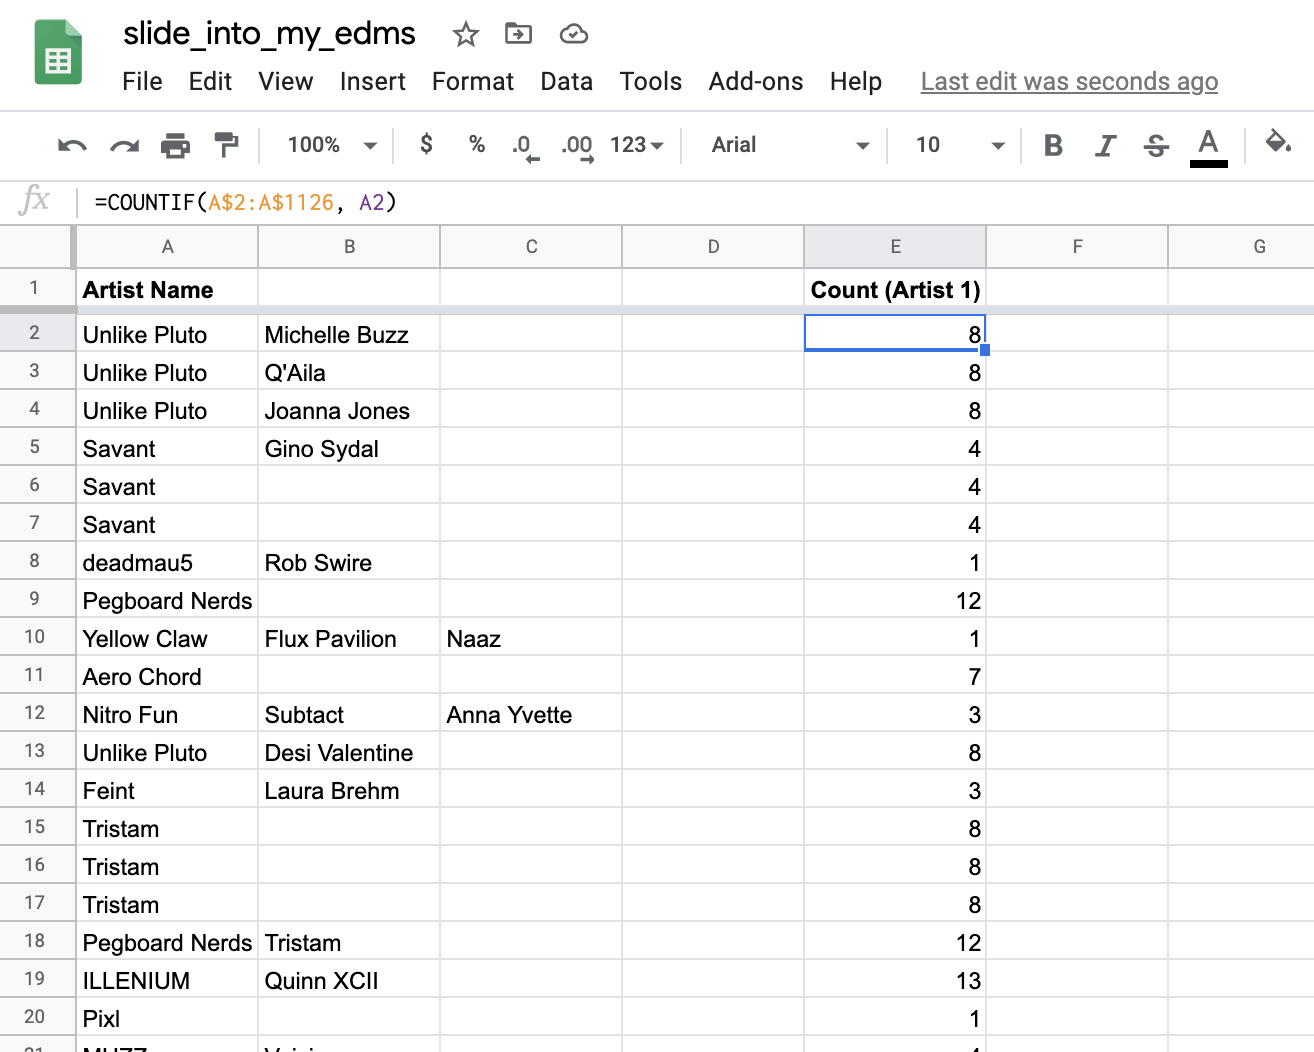 slide_into_my_edms
File Edit View Insert Format Data Tools Add-ons Help Last edit was seconds ago
100% $ % .0 .00 123 Arial 10 B I S A
fx =COUNTIF(A$2:A$1126, A2)
A B C D E F G
1 Artist Name Count (Artist 1)
2 Unlike Pluto Michelle Buzz 8
3 Unlike Pluto Q'Aila 8
4 Unlike Pluto Joanna Jones 8
5 Savant Gino Sydal 4
6 Savant 4
7 Savant 4
8 deadmau5 Rob Swire 1
9 Pegboard Nerds 12
10 Yellow Claw Flux Pavilion Naaz 1
11 Aero Chord 7
12 Nitro Fun Subtact Anna Yvette 3
13 Unlike Pluto Desi Valentine 8
14 Feint Laura Brehm 3
15 Tristam 8
16 Tristam 8
17 Tristam 8
18 Pegboard Nerds Tristam 12
19 ILLENIUM Quinn XCII 13
20 Pixl 1
21 MUZZ